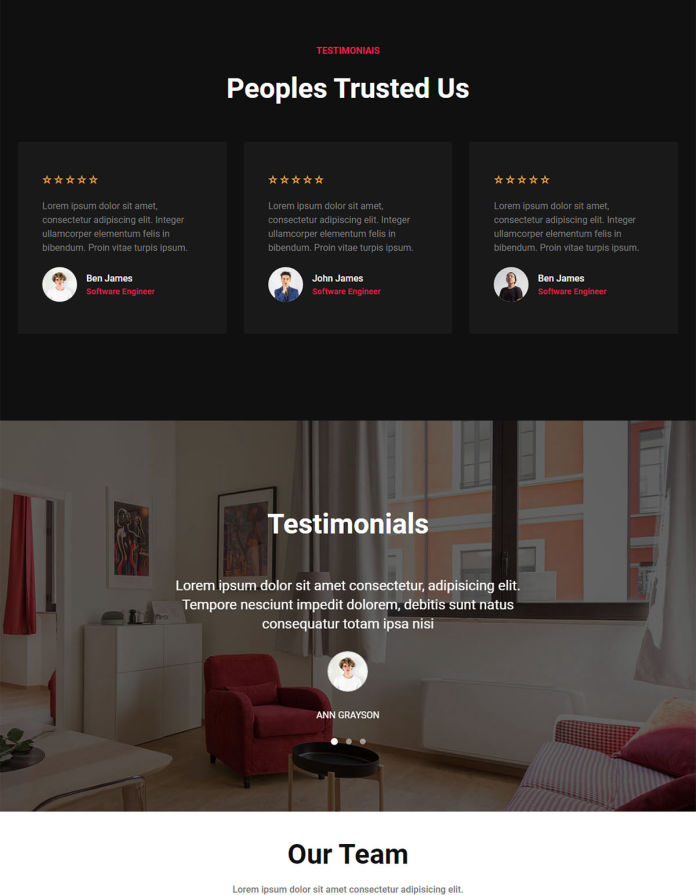 TESTIMONIAIS
Peoples Trusted Us
☆☆☆☆☆
Lorem ipsum dolor sit amet,
consectetur adipiscing elit. Integer
ullamcorper elementum felis in
bibendum. Proin vitae turpis ipsum.
Ben James
Software Engineer
☆☆☆☆☆
Lorem ipsum dolor sit amet,
consectetur adipiscing elit. Integer
ullamcorper elementum felis in
bibendum. Proin vitae turpis ipsum.
John James
Software Engineer
☆☆☆☆☆
Lorem ipsum dolor sit amet,
consectetur adipiscing elit. Integer
ullamcorper elementum felis in
bibendum. Proin vitae turpis ipsum.
Ben James
Software Engineer
Testimonials
Lorem ipsum dolor sit amet consectetur, adipisicing elit.
Tempore nesciunt impedit dolorem, debitis sunt natus
consequatur totam ipsa nisi
ANN GRAYSON
Our Team
Lorem ipsum dolor sit amet consectetur adipisicing elit.